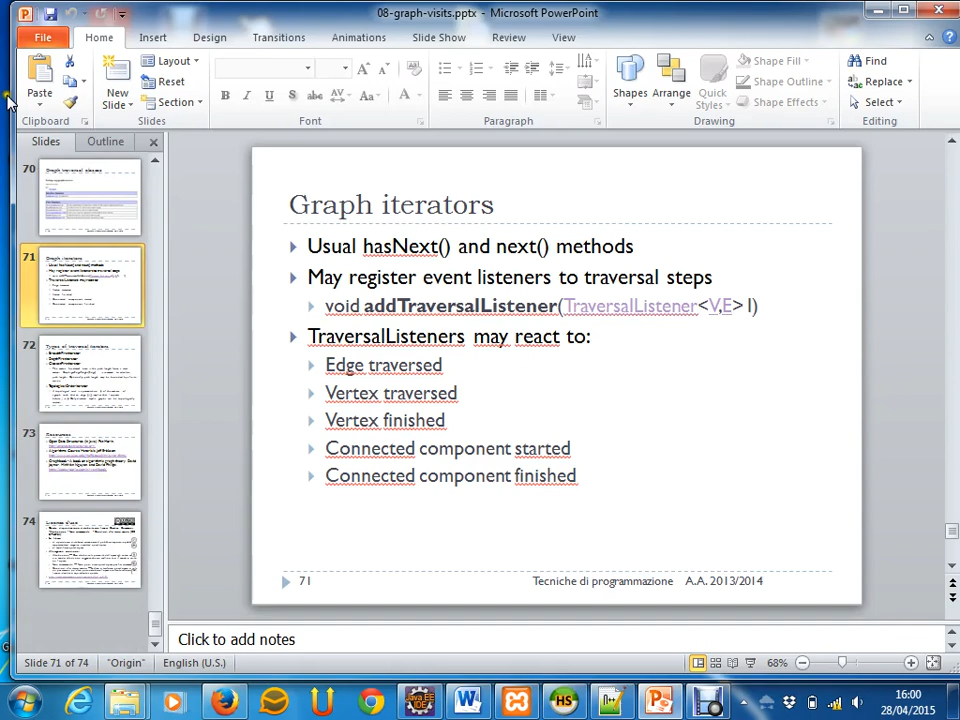 08-graph-visits.pptx - Microsoft PowerPoint
File Home Insert Design Transitions Animations Slide Show Review View
Paste
New Slide
Layout
Reset
Section
Shapes Arrange Quick Styles
Shape Fill
Shape Outline
Shape Effects
Find
Replace
Select
Clipboard Slides Font Paragraph Drawing Editing
Slides Outline
70
71
72
73
74
Graph iterators
Usual hasNext() and next() methods
May register event listeners to traversal steps
void addTraversalListener(TraversalListener<V,E> l)
TraversalListeners may react to:
Edge traversed
Vertex traversed
Vertex finished
Connected component started
Connected component finished
71 Tecniche di programmazione A.A. 2013/2014
Click to add notes
Slide 71 of 74 "Origin" English (U.S.) 68%
16:00
28/04/2015